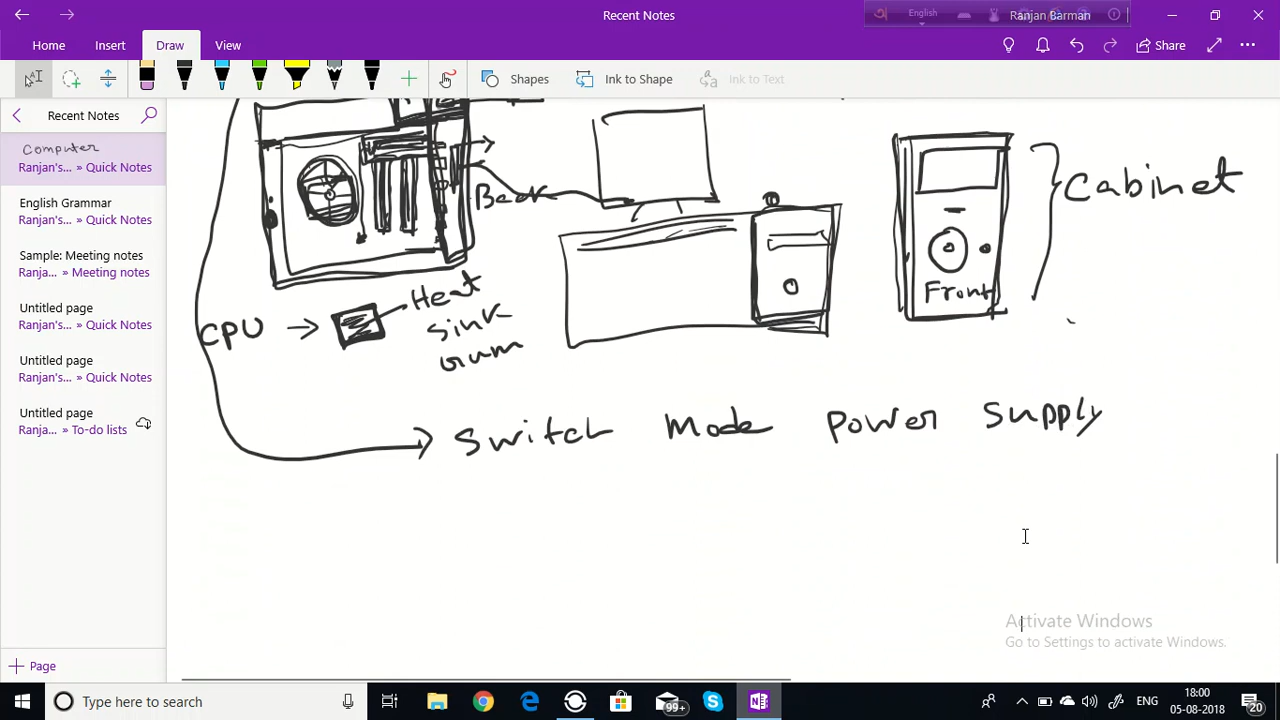 Recent Notes
English
Ranjan Barman
Home
Insert
Draw
View
Share
Shapes
Ink to Shape
Ink to Text
Recent Notes
Computer
Ranjan's... » Quick Notes
English Grammar
Ranjan's... » Quick Notes
Sample: Meeting notes
Ranja... » Meeting notes
Untitled page
Ranjan's... » Quick Notes
Untitled page
Ranjan's... » Quick Notes
Untitled page
Ranja... » To-do lists
Page
Back
Cabinet
Front
CPU
Heat
sink
Switch Mode Power Supply
Activate Windows
Go to Settings to activate Windows.
Type here to search
99+
ENG
18:00
05-08-2018
20